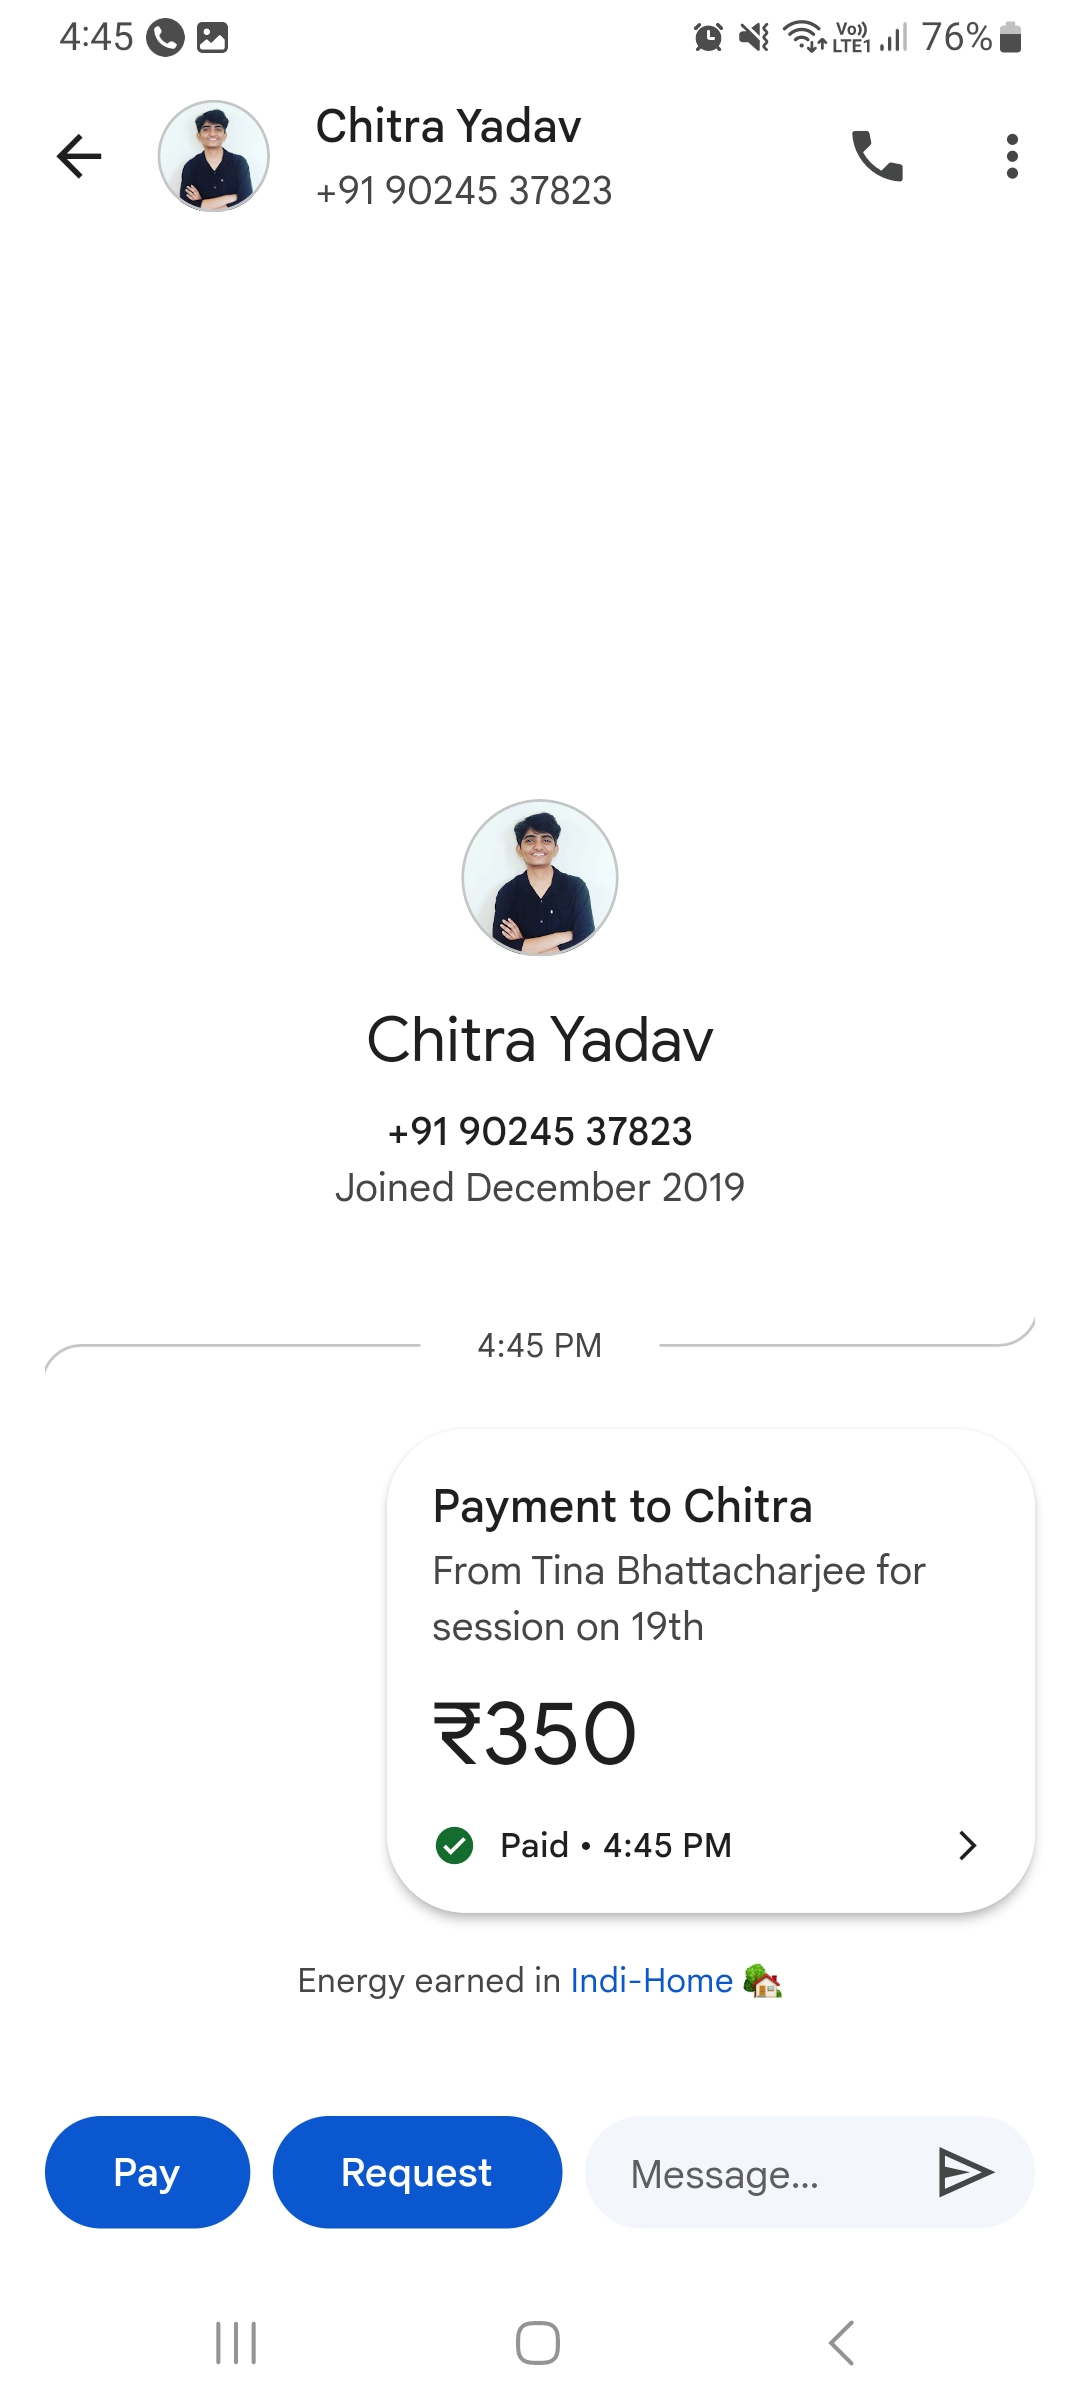 4:45
Vo))
LTE1
76%
Chitra Yadav
+91 90245 37823
Chitra Yadav
+91 90245 37823
Joined December 2019
4:45 PM
Payment to Chitra
From Tina Bhattacharjee for
session on 19th
₹350
Paid • 4:45 PM
Energy earned in Indi-Home 🏡
Pay
Request
Message...